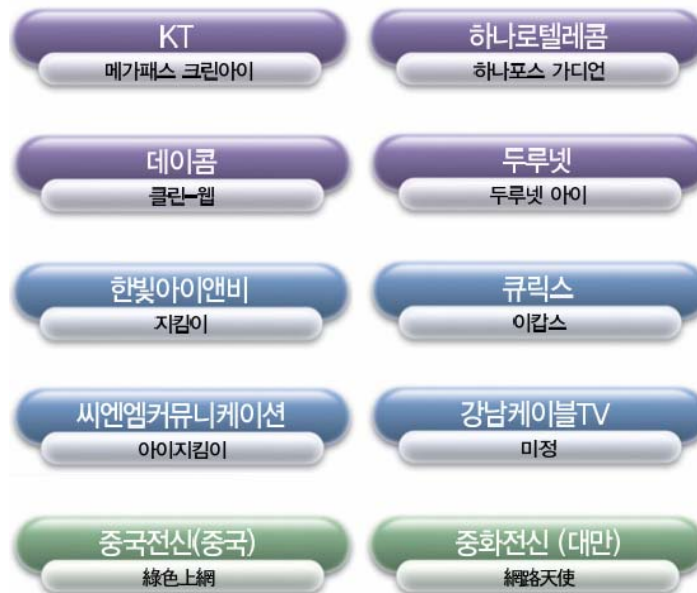 KT
메가패스 크린아이
하나로텔레콤
하나포스 가디언
데이콤
클린-웹
두루넷
두루넷 아이
한빛아이앤비
지킴이
큐릭스
이캅스
씨엔엠커뮤니케이션
아이지킴이
강남케이블TV
미정
중국전신(중국)
綠色上網
중화전신 (대만)
網路天使